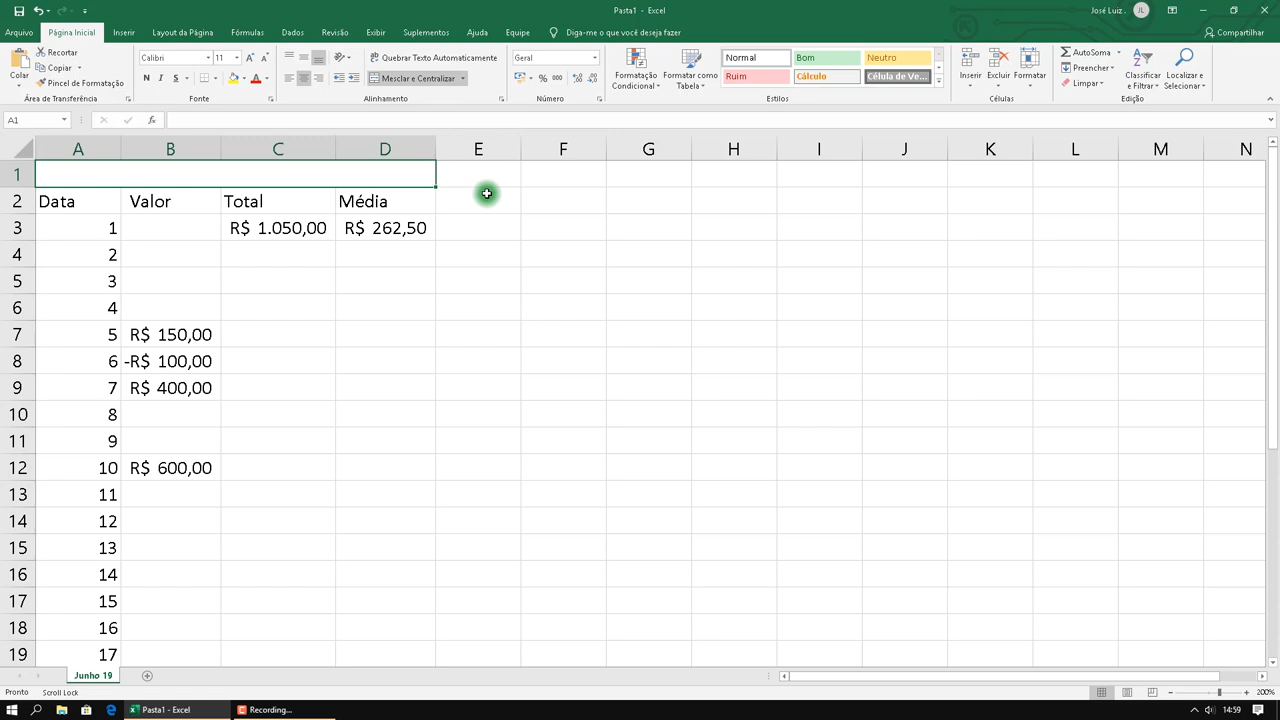 Pasta1 - Excel
José Luiz .
JL
Arquivo
Página Inicial
Inserir
Layout da Página
Fórmulas
Dados
Revisão
Exibir
Suplementos
Ajuda
Equipe
Diga-me o que você deseja fazer
Compartilhar
Colar
Recortar
Copiar
Pincel de Formatação
Área de Transferência
Calibri
11
N I S
Fonte
Quebrar Texto Automaticamente
Mesclar e Centralizar
Alinhamento
Geral
% 000
Número
Formatação Condicional
Formatar como Tabela
Normal
Bom
Neutro
Ruim
Cálculo
Célula de Ve...
Estilos
Inserir
Excluir
Formatar
Células
AutoSoma
Preencher
Limpar
Classificar e Filtrar
Localizar e Selecionar
Edição
A1
fx
A B C D E F G H I J K L M N
1
2 Data Valor Total Média
3 1 R$ 1.050,00 R$ 262,50
4 2
5 3
6 4
7 5 R$ 150,00
8 6 -R$ 100,00
9 7 R$ 400,00
10 8
11 9
12 10 R$ 600,00
13 11
14 12
15 13
16 14
17 15
18 16
19 17
Junho 19
Pronto
Scroll Lock
200%
Pasta1 - Excel
Recording...
14:59